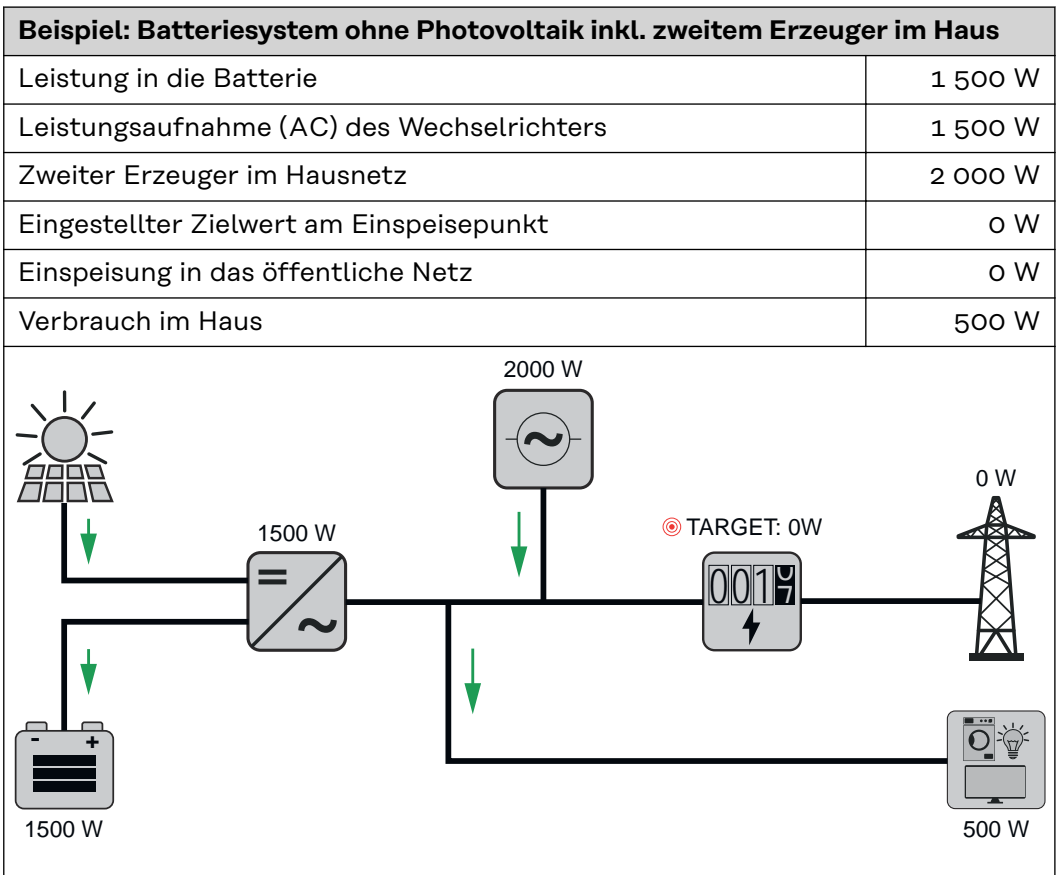 Beispiel: Batteriesystem ohne Photovoltaik inkl. zweitem Erzeuger im Haus
Leistung in die Batterie 1 500 W
Leistungsaufnahme (AC) des Wechselrichters 1 500 W
Zweiter Erzeuger im Hausnetz 2 000 W
Eingestellter Zielwert am Einspeisepunkt 0 W
Einspeisung in das öffentliche Netz 0 W
Verbrauch im Haus 500 W
2000 W
0 W
1500 W
TARGET: 0W
001
7
- +
1500 W
500 W